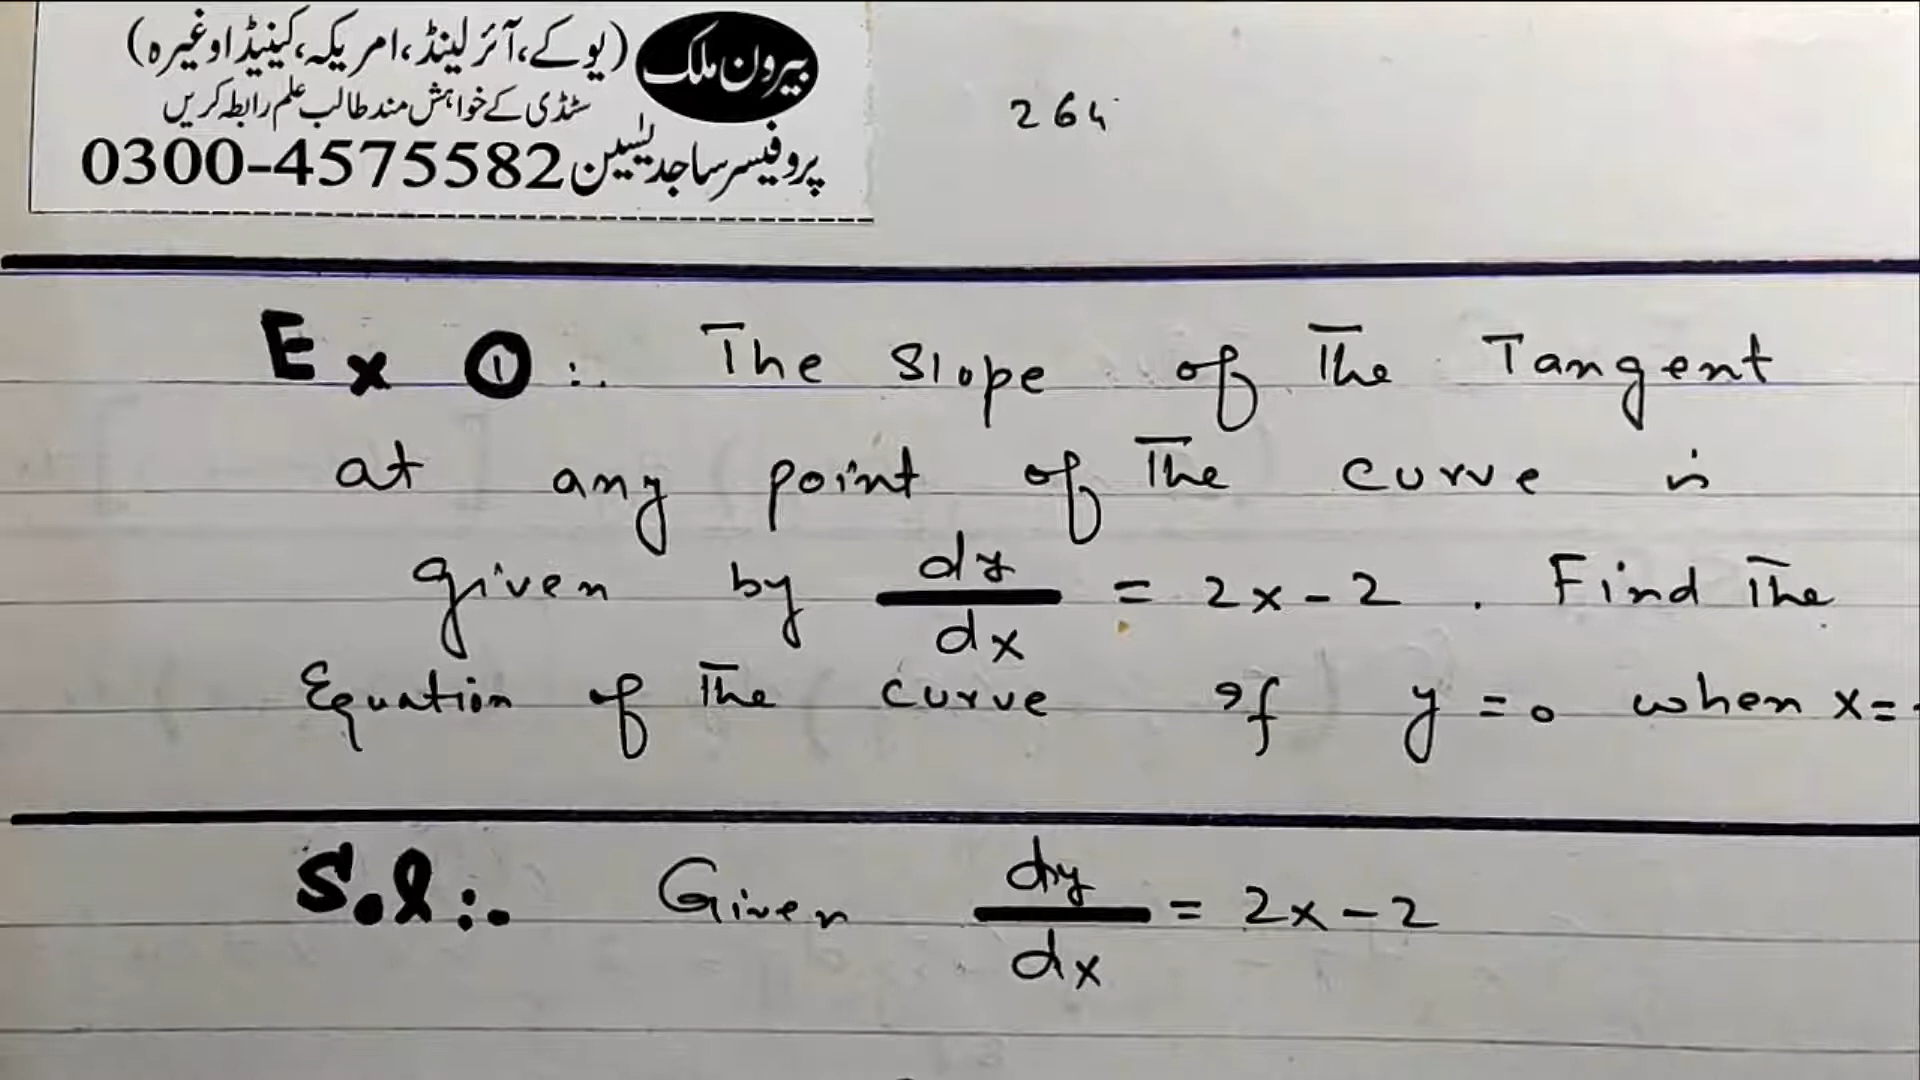 بیرون ملک (یو کے، آئرلینڈ، امریکہ، کینیڈا وغیرہ)
سٹڈی کے خواہش مند طالب علم رابطہ کریں
پروفیسر ساجد یٰسین 0300-4575582
264
Ex ① :. The Slope of The Tangent
at any point of The curve is
given by dy/dx = 2x-2 . Find The
Equation of The curve if y=0 when x=
Sol:. Given dy/dx = 2x-2